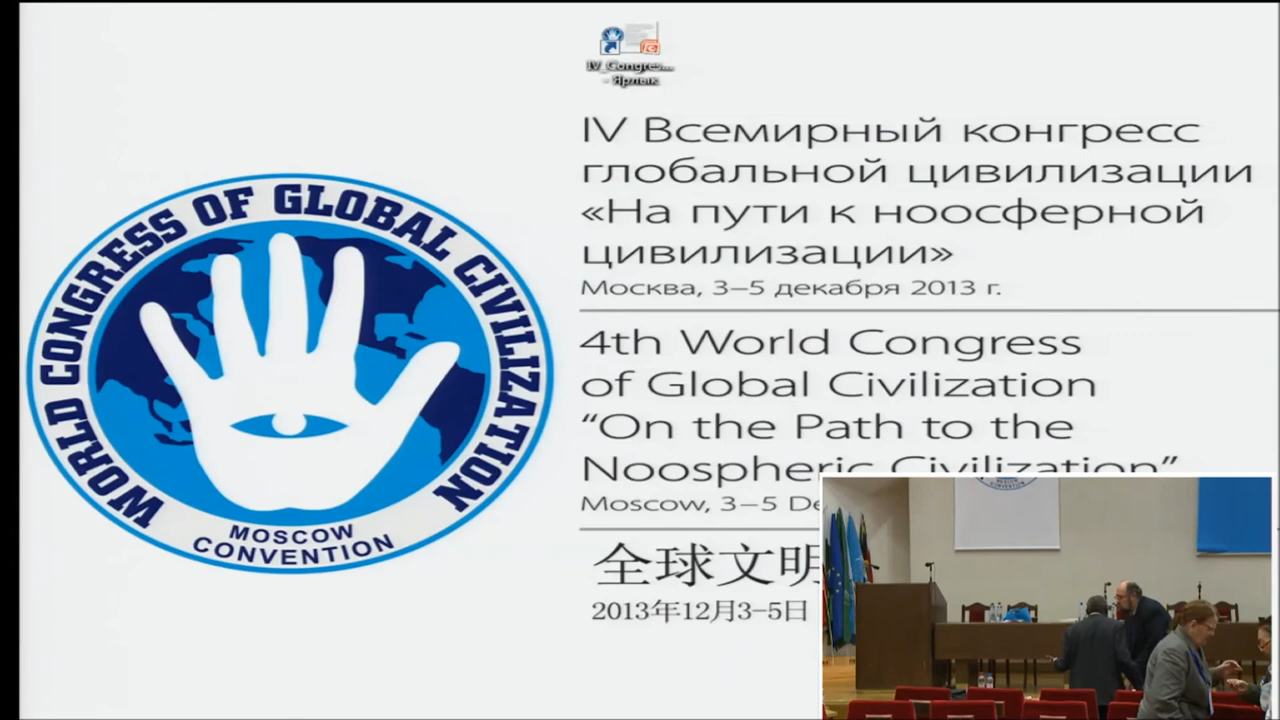 IV_Congres...
- Ярлык
IV Всемирный конгресс
глобальной цивилизации
«На пути к ноосферной
цивилизации»
Москва, 3–5 декабря 2013 г.
4th World Congress
of Global Civilization
“On the Path to the
Noospheric Civilization”
Moscow, 3–5 De
全球文明
2013年12月3-5日
WORLD CONGRESS OF GLOBAL CIVILIZATION
MOSCOW
CONVENTION